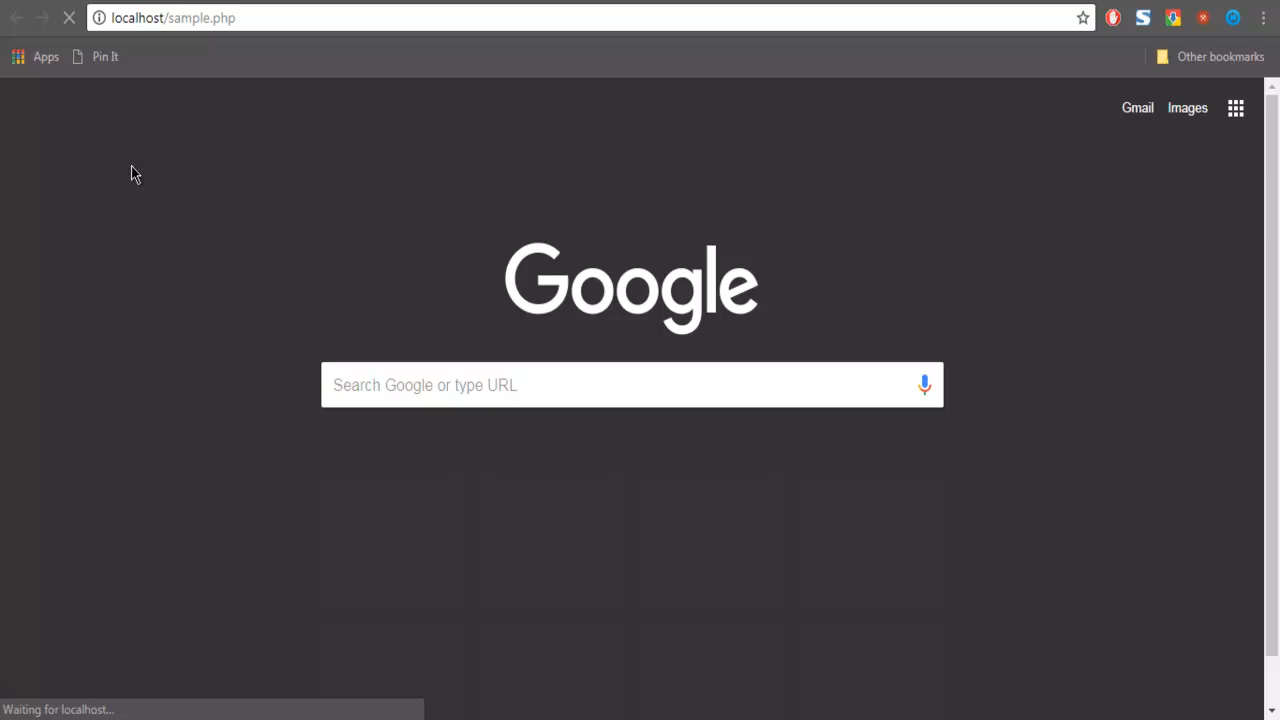 localhost/sample.php
Apps Pin It Other bookmarks
Gmail Images
Google
Search Google or type URL
Waiting for localhost...